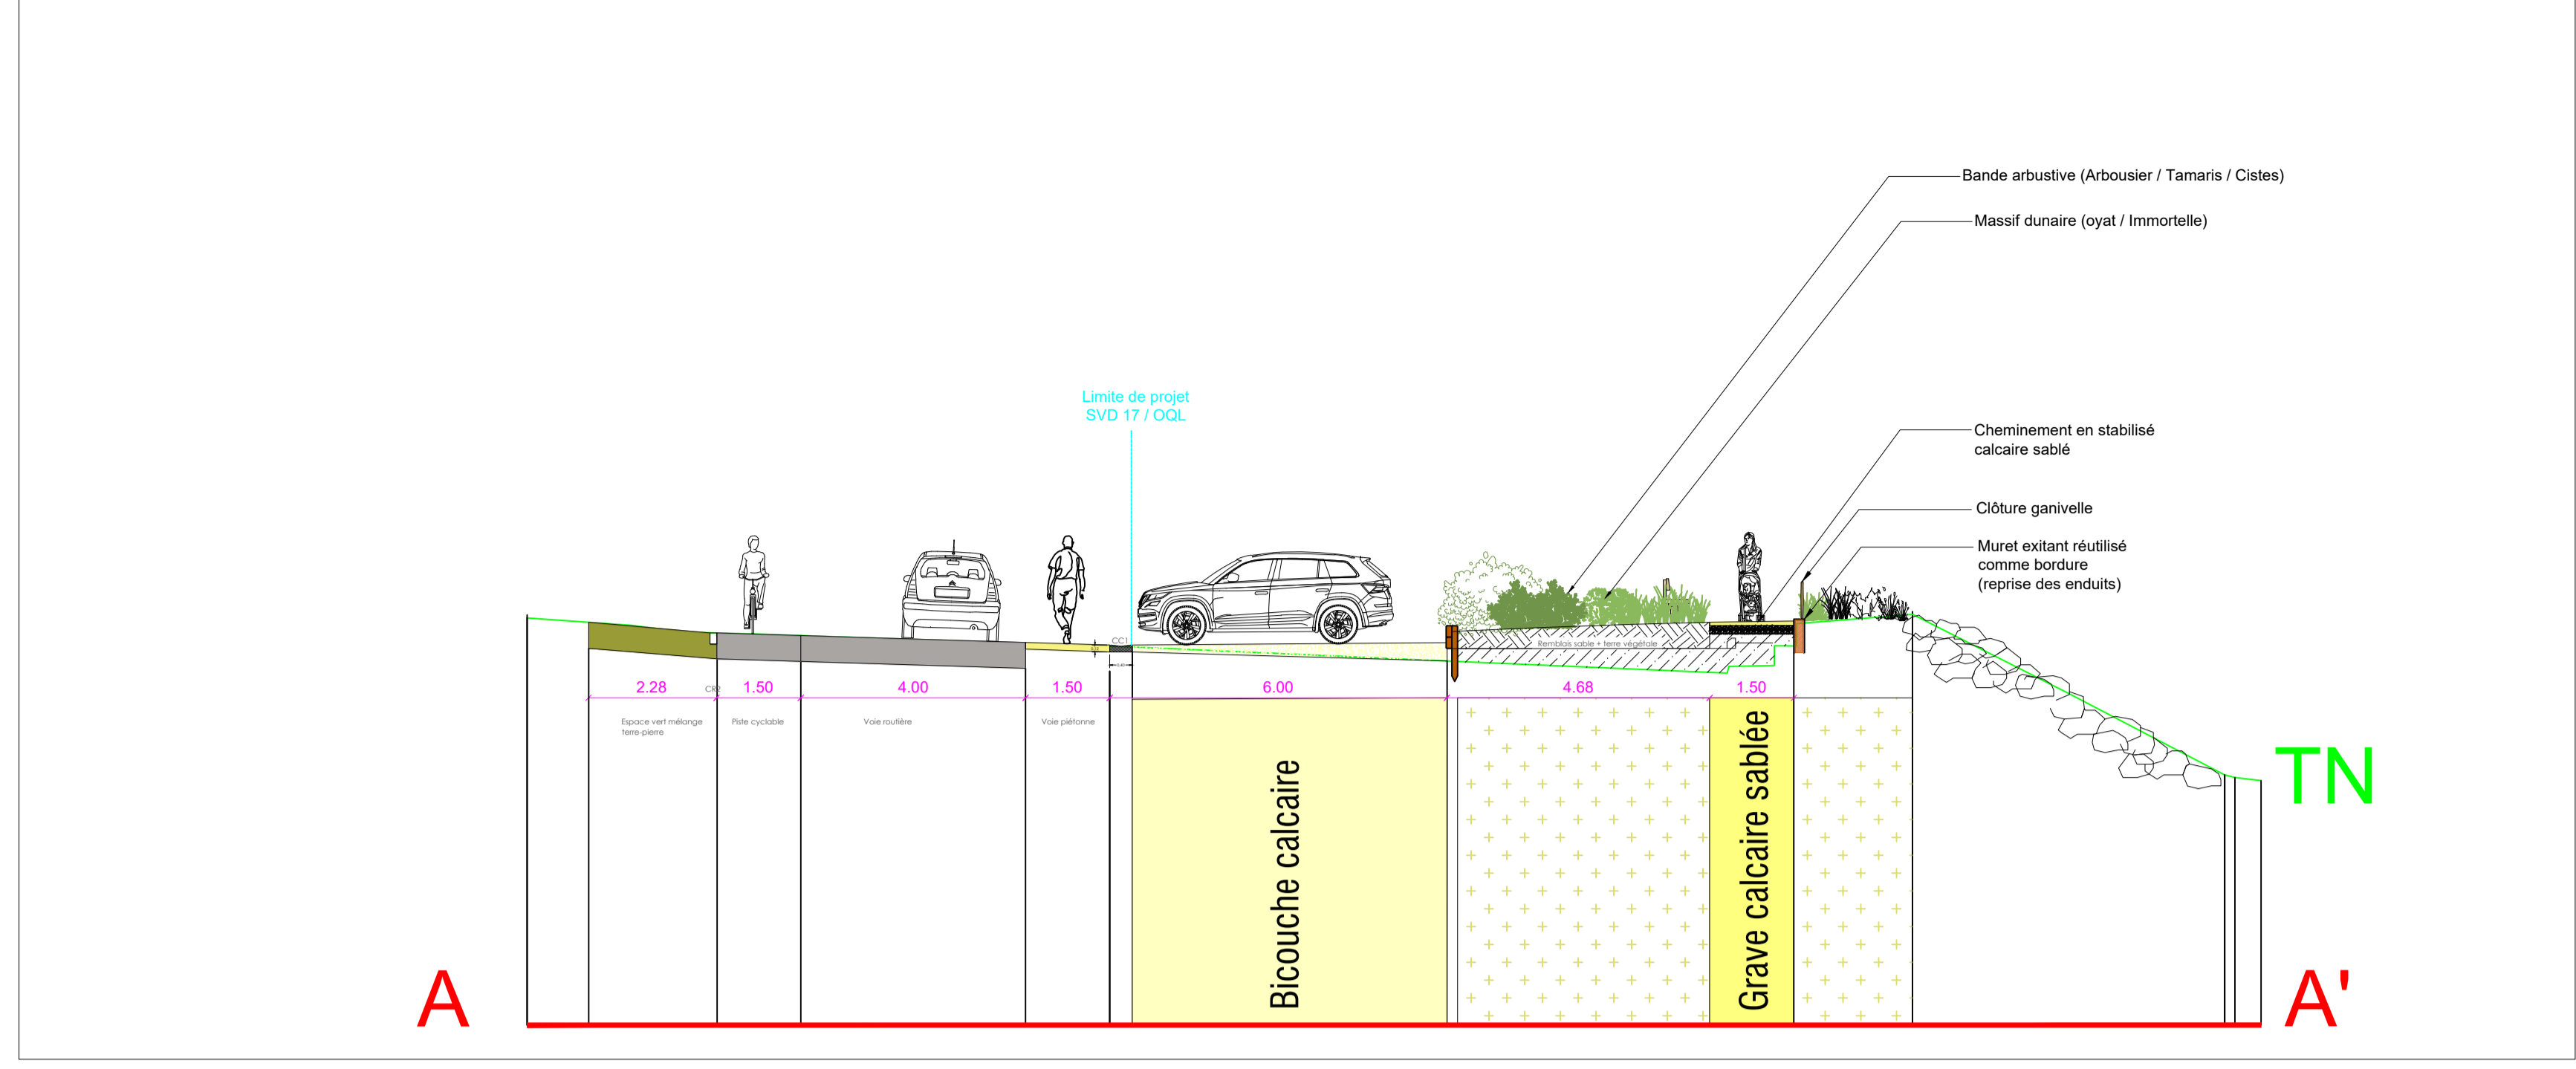 Bande arbustive (Arbousier / Tamaris / Cistes)
Massif dunaire (oyat / Immortelle)
Limite de projet
SVD 17 / OQL
Cheminement en stabilisé
calcaire sablé
Clôture ganivelle
Muret exitant réutilisé
comme bordure
(reprise des enduits)
CC1
Remblais sable + terre végétale
2.28
CR2
1.50
4.00
1.50
6.00
4.68
1.50
Espace vert mélange
terre-pierre
Piste cyclable
Voie routière
Voie piétonne
Bicouche calcaire
Grave calcaire sablée
TN
A
A'